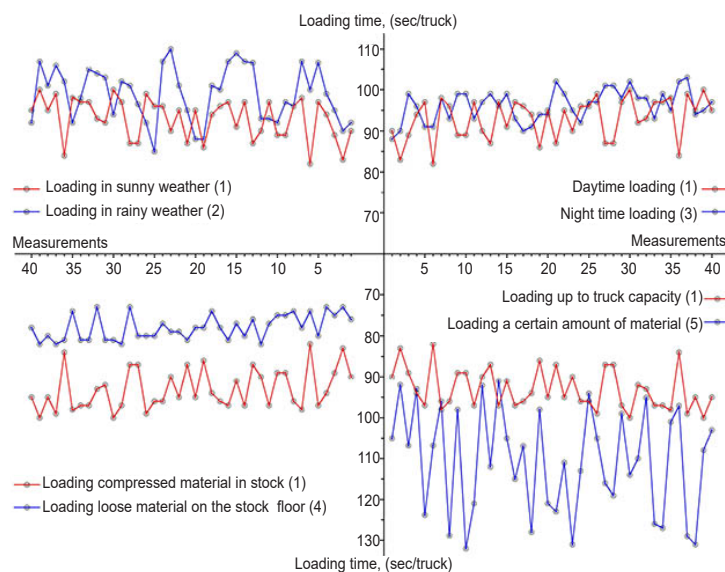 Loading time, (sec/truck)
110
100
90
80
70
60
Loading in sunny weather (1)
Loading in rainy weather (2)
Daytime loading (1)
Night time loading (3)
Measurements
Measurements
40 35 30 25 20 15 10 5
5 10 15 20 25 30 35 40
70
80
90
100
110
120
130
Loading up to truck capacity (1)
Loading a certain amount of material (5)
Loading compressed material in stock (1)
Loading loose material on the stock floor (4)
Loading time, (sec/truck)